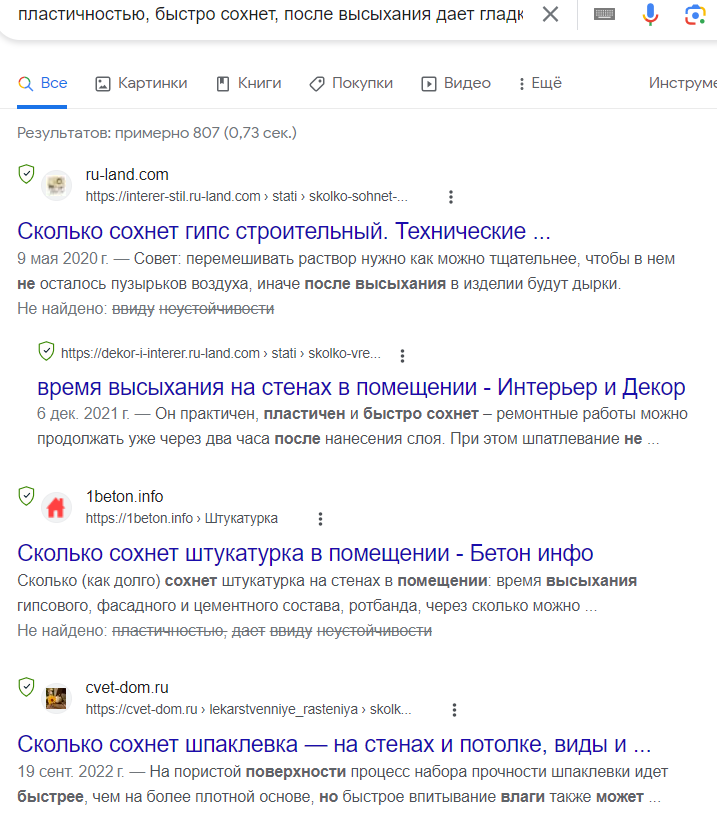 пластичностью, быстро сохнет, после высыхания дает гладк
Все Картинки Книги Покупки Видео Ещё Инструме
Результатов: примерно 807 (0,73 сек.)
ru-land.com
https://interer-stil.ru-land.com › stati › skolko-sohnet-...
Сколько сохнет гипс строительный. Технические ...
9 мая 2020 г. — Совет: перемешивать раствор нужно как можно тщательнее, чтобы в нем
не осталось пузырьков воздуха, иначе после высыхания в изделии будут дырки.
Не найдено: ввиду неустойчивости
https://dekor-i-interer.ru-land.com › stati › skolko-vre...
время высыхания на стенах в помещении - Интерьер и Декор
6 дек. 2021 г. — Он практичен, пластичен и быстро сохнет – ремонтные работы можно
продолжать уже через два часа после нанесения слоя. При этом шпатлевание не ...
1beton.info
https://1beton.info › Штукатурка
Сколько сохнет штукатурка в помещении - Бетон инфо
Сколько (как долго) сохнет штукатурка на стенах в помещении: время высыхания
гипсового, фасадного и цементного состава, ротбанда, через сколько можно ...
Не найдено: пластичностью, дает ввиду неустойчивости
cvet-dom.ru
https://cvet-dom.ru › lekarstvenniye_rasteniya › skolk...
Сколько сохнет шпаклевка — на стенах и потолке, виды и ...
19 сент. 2022 г. — На пористой поверхности процесс набора прочности шпаклевки идет
быстрее, чем на более плотной основе, но быстрое впитывание влаги также может ...